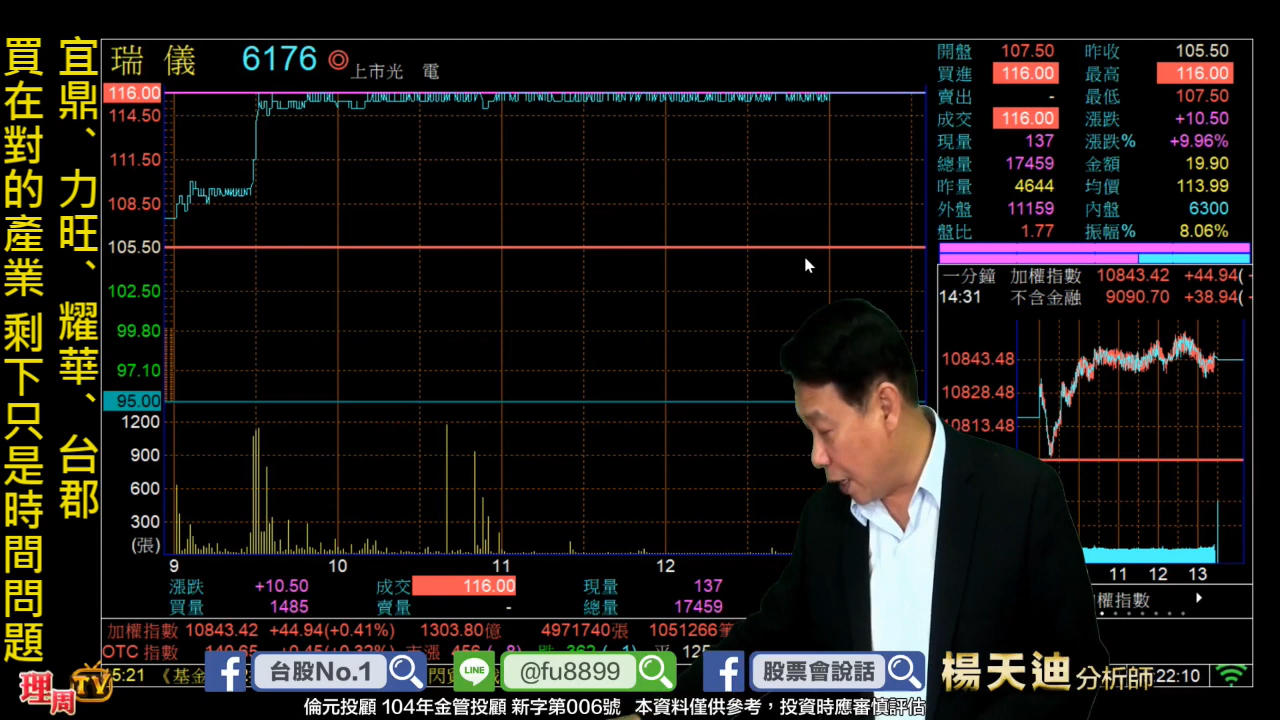 宜鼎、力旺、耀華、台郡
買在對的產業 剩下只是時間問題
瑞儀 6176 ◎上市光電
116.00
114.50
111.50
108.50
105.50
102.50
99.80
97.10
95.00
1200
900
600
300
(張)
9 10 11 12
漲跌 +10.50 成交 116.00 現量 137
買量 1485 賣量 - 總量 17459
加權指數 10843.42 +44.94(+0.41%) 1303.80億 4971740張 1051266筆
OTC 指數
開盤 107.50 昨收 105.50
買進 116.00 最高 116.00
賣出 - 最低 107.50
成交 116.00 漲跌 +10.50
現量 137 漲跌% +9.96%
總量 17459 金額 19.90
昨量 4644 均價 113.99
外盤 11159 內盤 6300
盤比 1.77 振幅% 8.06%
一分鐘 加權指數 10843.42 +44.94(
14:31 不含金融 9090.70 +38.94(
10843.48
10828.48
10813.48
11 12 13
權指數
5:21 《基金
22:10
理周TV
台股No.1
LINE @fu8899
股票會說話
楊天迪 分析師
倫元投顧 104年金管投顧 新字第006號 本資料僅供參考，投資時應審慎評估